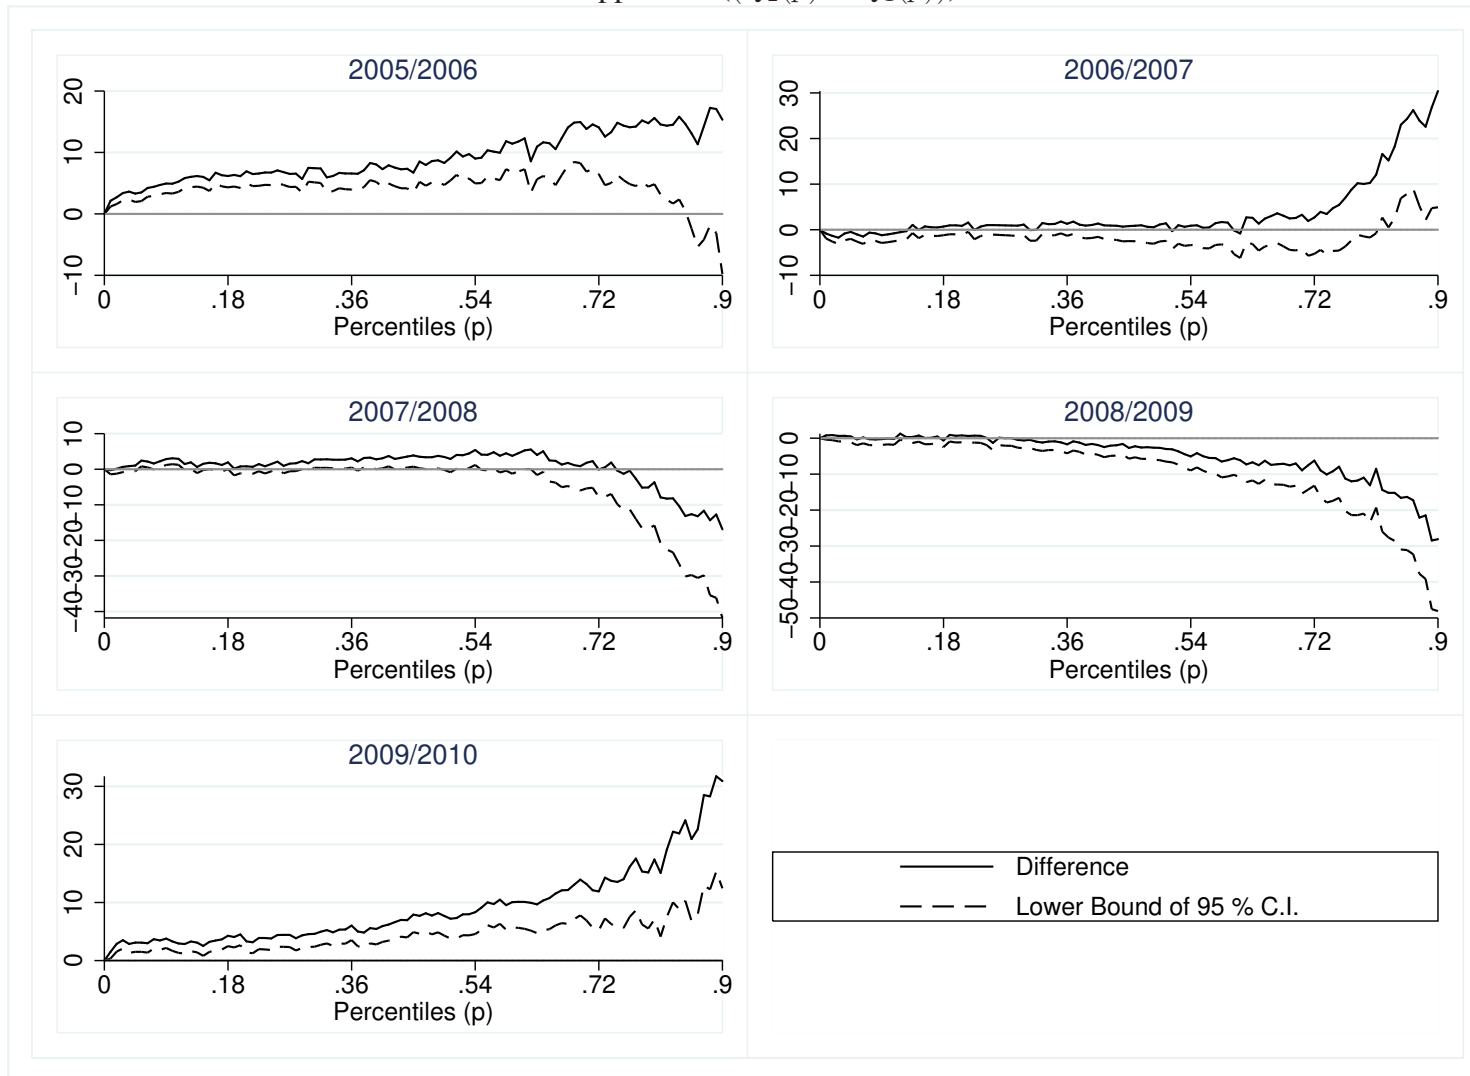 2005/2006
20
10
0
−10
0 .18 .36 .54 .72 .9
Percentiles (p)
2006/2007
30
20
10
0
−10
0 .18 .36 .54 .72 .9
Percentiles (p)
2007/2008
10
0
−10
−20
−30
−40
0 .18 .36 .54 .72 .9
Percentiles (p)
2008/2009
0
−10
−20
−30
−40
−50
0 .18 .36 .54 .72 .9
Percentiles (p)
2009/2010
30
20
10
0
0 .18 .36 .54 .72 .9
Percentiles (p)
Difference
Lower Bound of 95 % C.I.